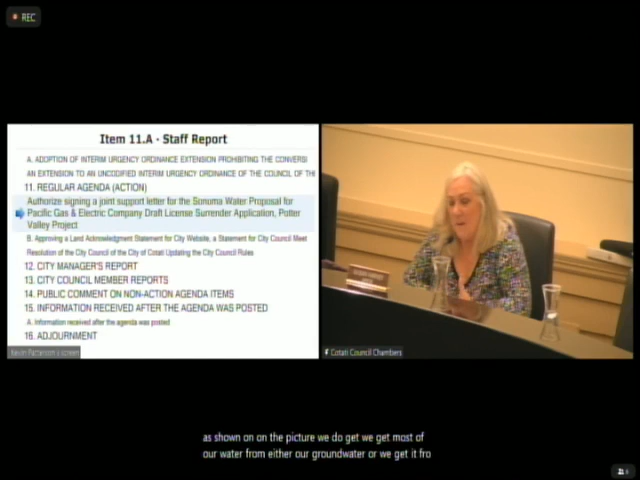 REC
Item 11.A - Staff Report
A. ADOPTION OF INTERIM URGENCY ORDINANCE EXTENSION PROHIBITING THE CONVERSI
AN EXTENSION TO AN UNCODIFIED INTERIM URGENCY ORDINANCE OF THE COUNCIL OF TH
11. REGULAR AGENDA (ACTION)
Authorize signing a joint support letter for the Sonoma Water Proposal for
Pacific Gas & Electric Company Draft License Surrender Application, Potter
Valley Project
B. Approving a Land Acknowledgment Statement for City Website, a Statement for City Council Meet
Resolution of the City Council of the City of Cotati Updating the City Council Rules
12. CITY MANAGER'S REPORT
13. CITY COUNCIL MEMBER REPORTS
14. PUBLIC COMMENT ON NON-ACTION AGENDA ITEMS
15. INFORMATION RECEIVED AFTER THE AGENDA WAS POSTED
A. Information received after the agenda was posted
16. ADJOURNMENT
Kevin Patterson's screen
Cotati Council Chambers
as shown on on the picture we do get we get most of
our water from either our groundwater or we get it fro